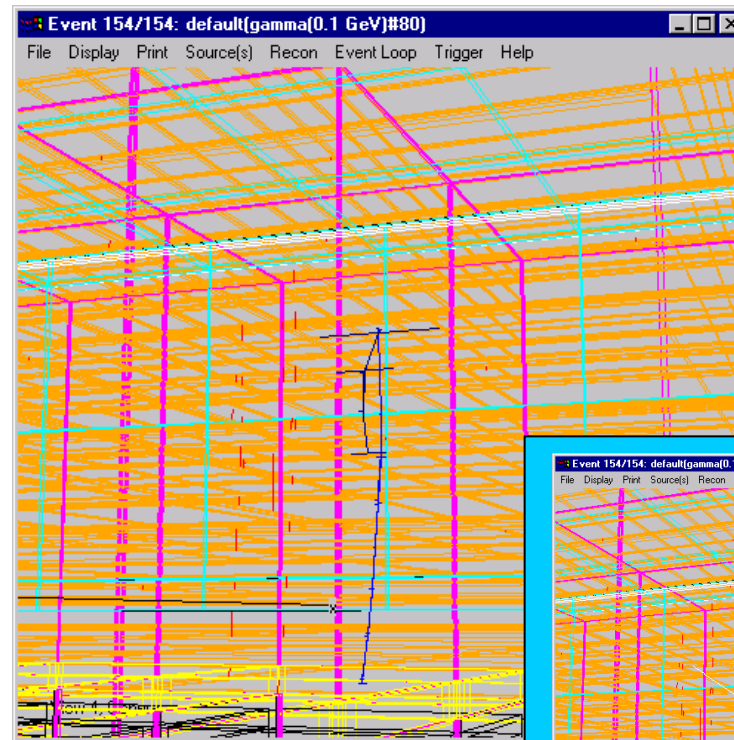 Event 154/154: default(gamma(0.1 GeV)#80)
File Display Print Source(s) Recon Event Loop Trigger Help
Event 154/154: default(gamma(0.1
File Display Print Source(s) Recon
x